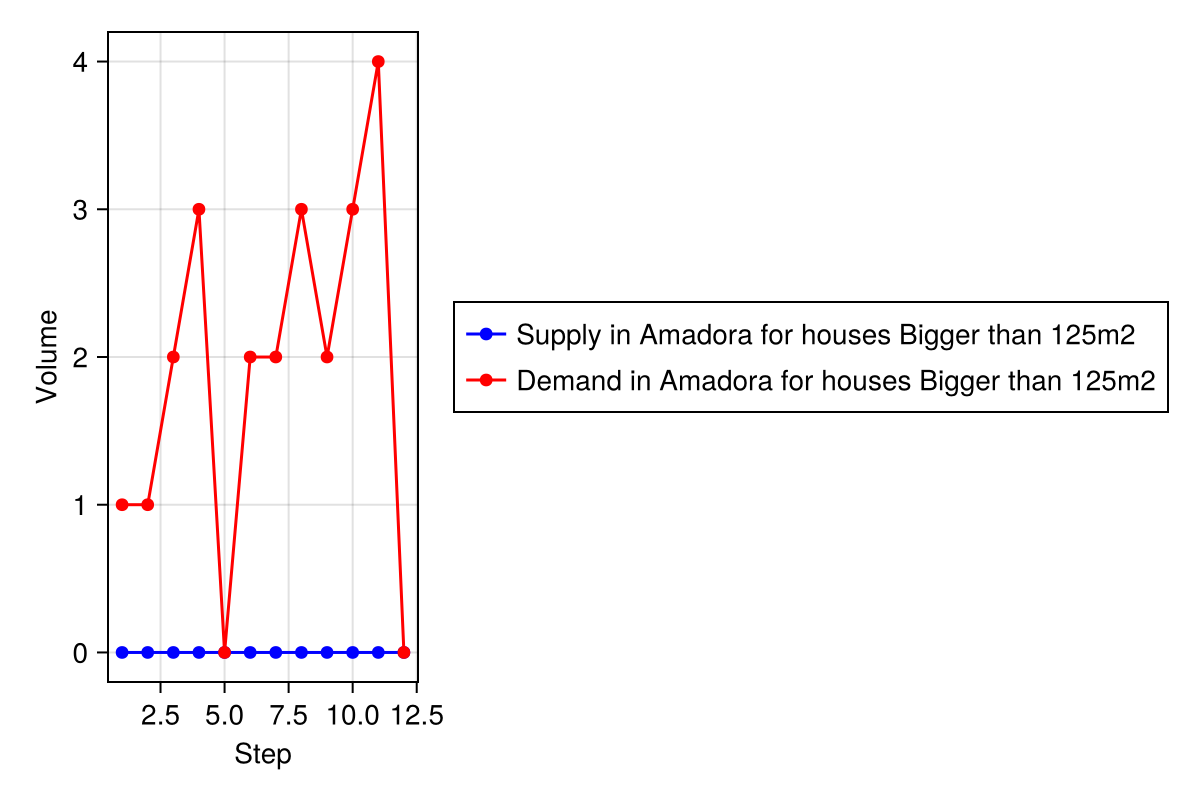 4
3
2
1
0
Volume
2.5 5.0 7.5 10.0 12.5
Step
Supply in Amadora for houses Bigger than 125m2
Demand in Amadora for houses Bigger than 125m2